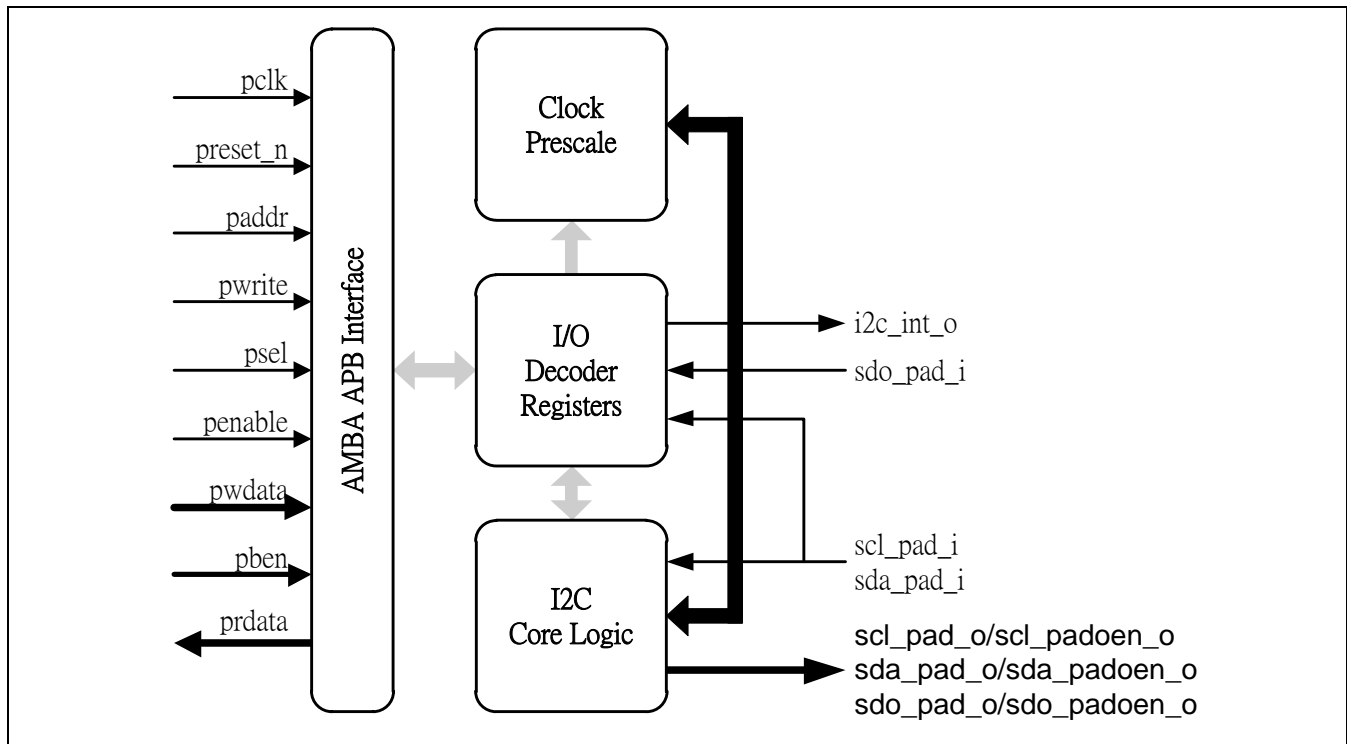 pclk
preset_n
paddr
pwrite
psel
penable
pwdata
pben
prdata
AMBA APB Interface
Clock
Prescale
I/O
Decoder
Registers
I2C
Core Logic
i2c_int_o
sdo_pad_i
scl_pad_i
sda_pad_i
scl_pad_o/scl_padoen_o
sda_pad_o/sda_padoen_o
sdo_pad_o/sdo_padoen_o